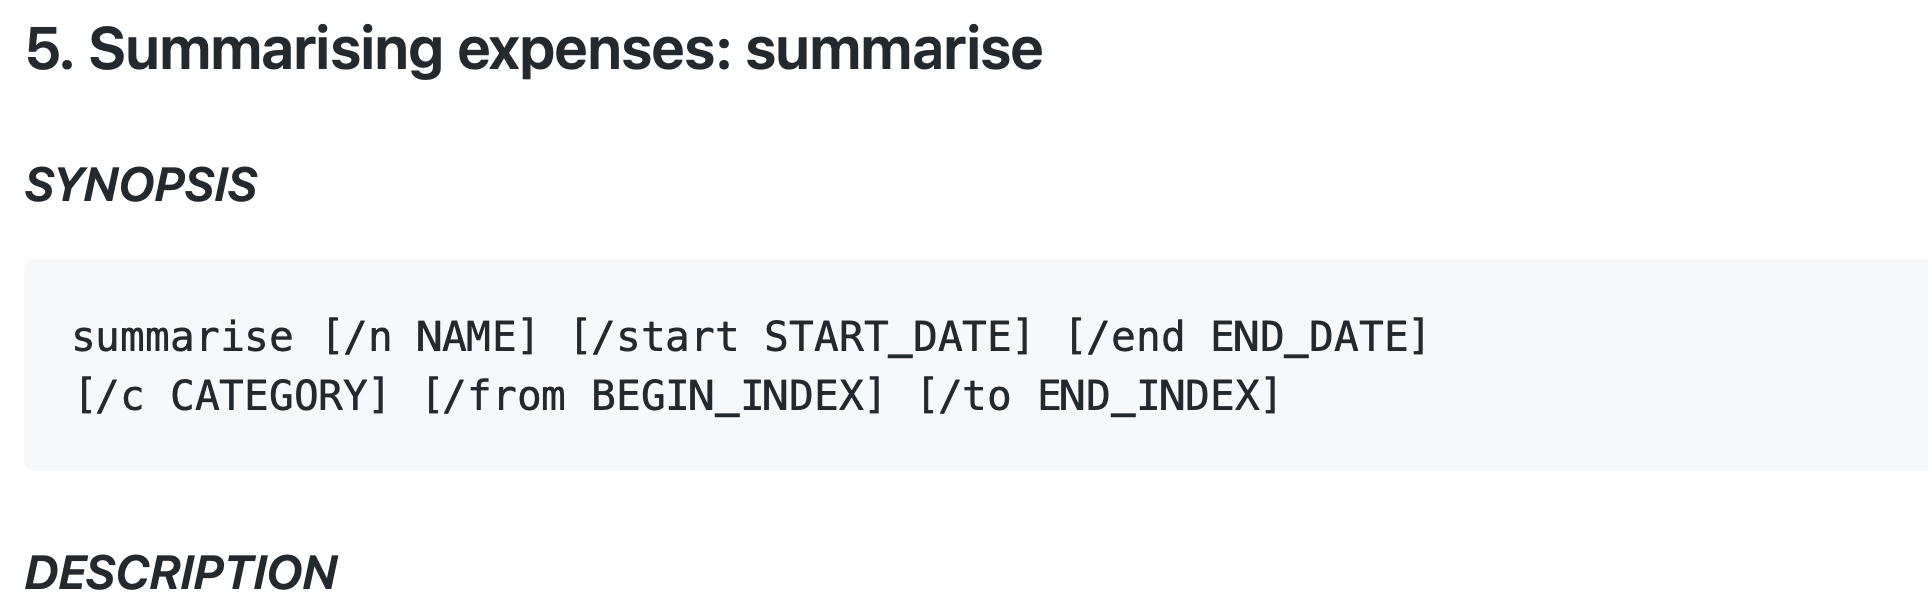 5. Summarising expenses: summarise
SYNOPSIS
summarise [/n NAME] [/start START_DATE] [/end END_DATE]
[/c CATEGORY] [/from BEGIN_INDEX] [/to END_INDEX]
DESCRIPTION